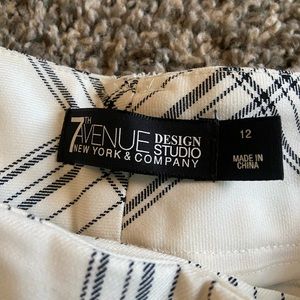 7TH AVENUE DESIGN STUDIO
NEW YORK & COMPANY
12
MADE IN
CHINA